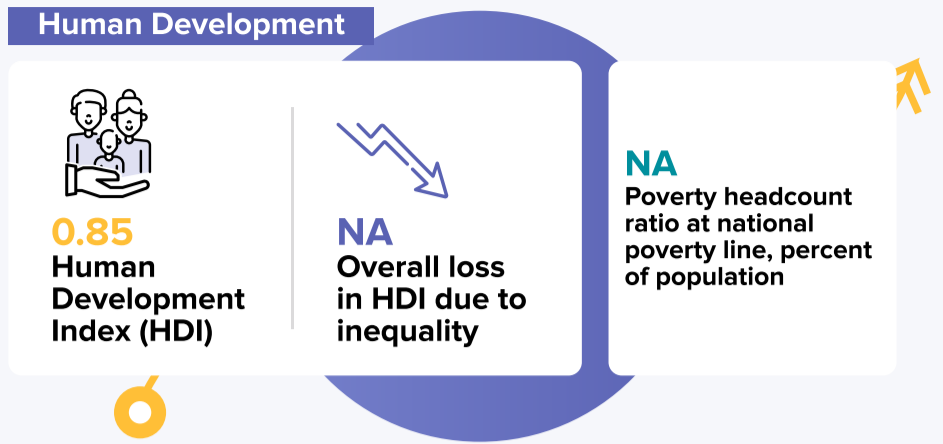 Human Development
0.85
Human
Development
Index (HDI)
NA
Overall loss
in HDI due to
inequality
NA
Poverty headcount
ratio at national
poverty line, percent
of population